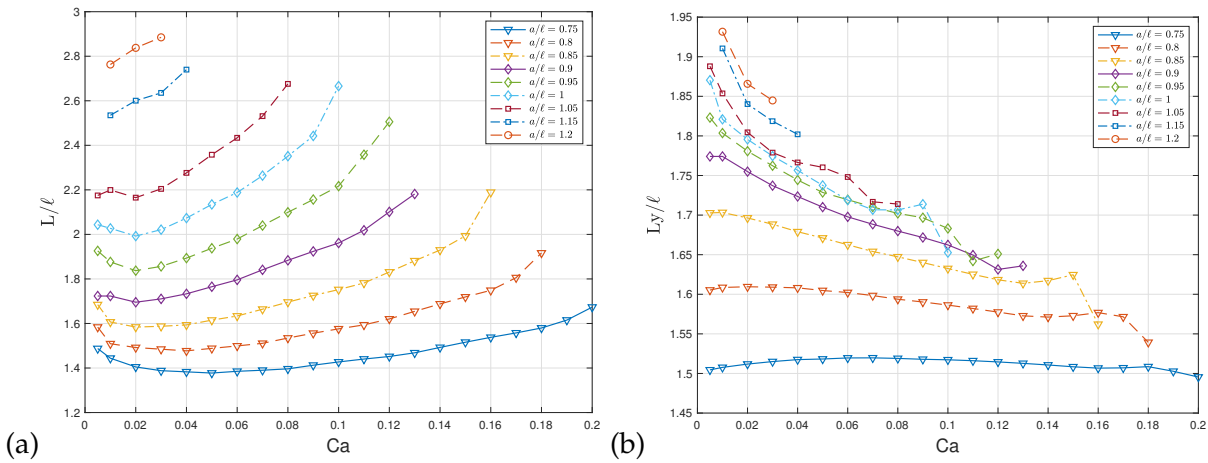 3
2.8
2.6
2.4
2.2
2
1.8
1.6
1.4
1.2
0
0.02
0.04
0.06
0.08
0.1
0.12
0.14
0.16
0.18
0.2
L/ℓ
Ca
a/ℓ = 0.75
a/ℓ = 0.8
a/ℓ = 0.85
a/ℓ = 0.9
a/ℓ = 0.95
a/ℓ = 1
a/ℓ = 1.05
a/ℓ = 1.15
a/ℓ = 1.2
(a)
1.95
1.9
1.85
1.8
1.75
1.7
1.65
1.6
1.55
1.5
1.45
0
0.02
0.04
0.06
0.08
0.1
0.12
0.14
0.16
0.18
0.2
Ly/ℓ
Ca
a/ℓ = 0.75
a/ℓ = 0.8
a/ℓ = 0.85
a/ℓ = 0.9
a/ℓ = 0.95
a/ℓ = 1
a/ℓ = 1.05
a/ℓ = 1.15
a/ℓ = 1.2
(b)